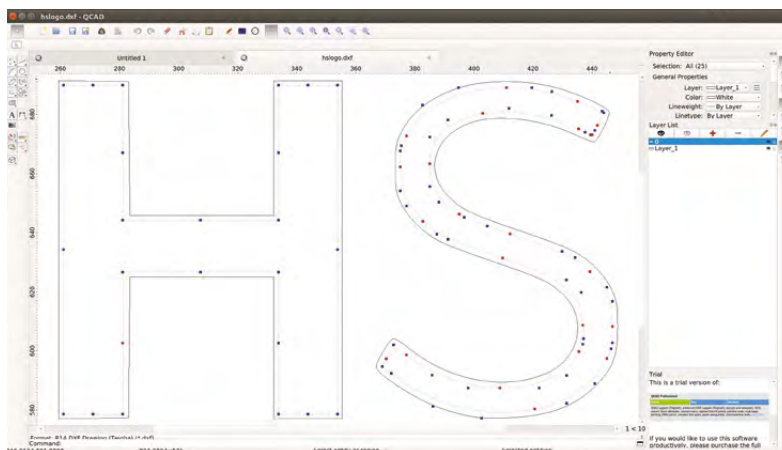 hslogo.dxf - QCAD
Untitled 1
hslogo.dxf
260 280 300 320 340 360 380 400 420 440
680
660
640
620
600
580
Property Editor
Selection: All (25)
General Properties
Layer: Layer_1
Color: White
Lineweight: By Layer
Linetype: By Layer
Layer List
0
Layer_1
Trial
This is a trial version of:
If you would like to use this software
productively, please purchase the full
1 < 10
Format: R14 DXF Drawing (Teigha) (*.dxf)
Command: